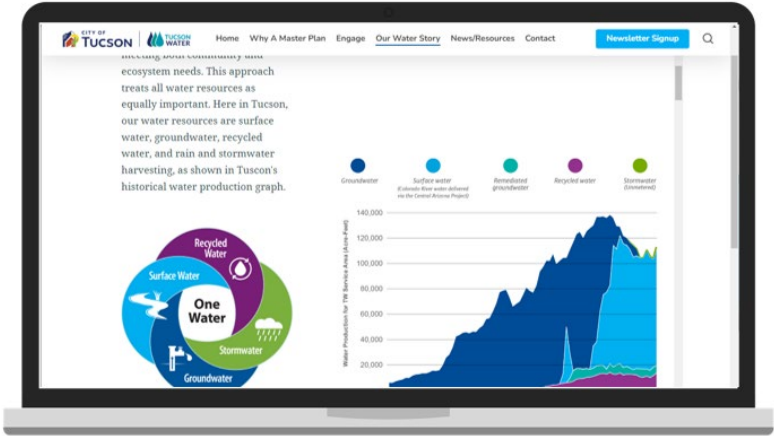 CITY OF
TUCSON
TUCSON
WATER
Home Why A Master Plan Engage Our Water Story News/Resources Contact
Newsletter Signup
meeting both community and
ecosystem needs. This approach
treats all water resources as
equally important. Here in Tucson,
our water resources are surface
water, groundwater, recycled
water, and rain and stormwater
harvesting, as shown in Tuscon's
historical water production graph.
Recycled
Water
Surface Water
One
Water
Stormwater
Groundwater
Groundwater
Surface water
(Colorado River water delivered
via the Central Arizona Project)
Remediated
groundwater
Recycled water
Stormwater
(Unmetered)
Water Production for TW Service Area (Acre-Feet)
140,000
120,000
100,000
80,000
60,000
40,000
20,000